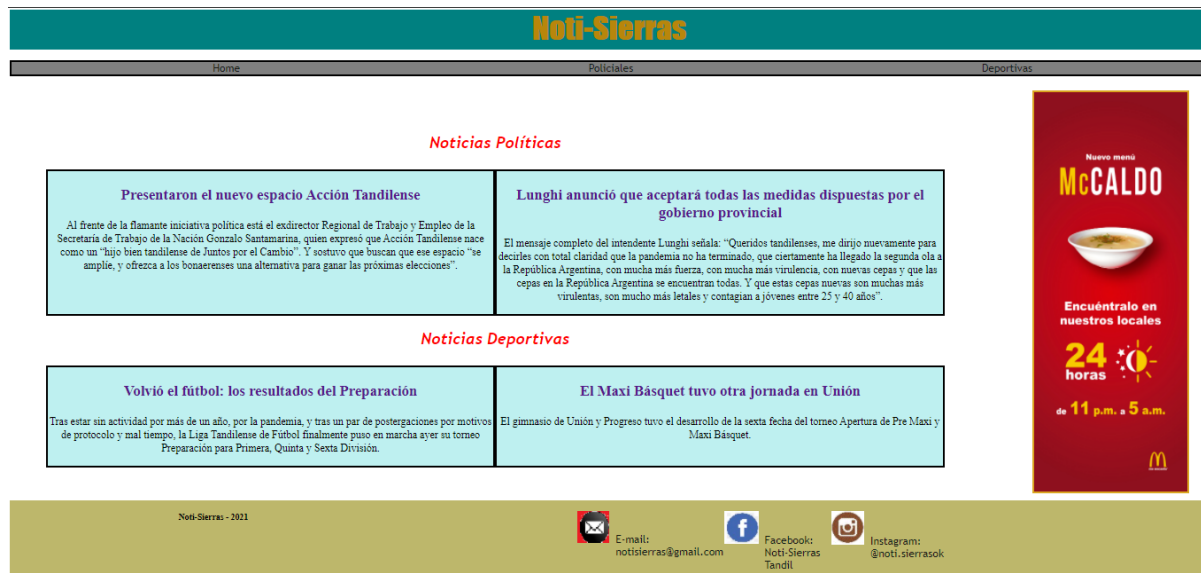 Noti-Sierras
Home
Policiales
Deportivas
Noticias Políticas
Presentaron el nuevo espacio Acción Tandilense
Al frente de la flamante iniciativa política está el exdirector Regional de Trabajo y Empleo de la
Secretaría de Trabajo de la Nación Gonzalo Santamarina, quien expresó que Acción Tandilense nace
como un “hijo bien tandilense de Juntos por el Cambio”. Y sostuvo que buscan que ese espacio “se
amplíe, y ofrezca a los bonaerenses una alternativa para ganar las próximas elecciones”.
Lunghi anunció que aceptará todas las medidas dispuestas por el
gobierno provincial
El mensaje completo del intendente Lunghi señala: “Queridos tandilenses, me dirijo nuevamente para
decirles con total claridad que la pandemia no ha terminado, que ciertamente ha llegado la segunda ola a
la República Argentina, con mucha más fuerza, con mucha más virulencia, con nuevas cepas y que las
cepas en la República Argentina se encuentran todas. Y que estas cepas nuevas son muchas más
virulentas, son mucho más letales y contagian a jóvenes entre 25 y 40 años”.
Noticias Deportivas
Volvió el fútbol: los resultados del Preparación
Tras estar sin actividad por más de un año, por la pandemia, y tras un par de postergaciones por motivos
de protocolo y mal tiempo, la Liga Tandilense de Fútbol finalmente puso en marcha ayer su torneo
Preparación para Primera, Quinta y Sexta División.
El Maxi Básquet tuvo otra jornada en Unión
El gimnasio de Unión y Progreso tuvo el desarrollo de la sexta fecha del torneo Apertura de Pre Maxi y
Maxi Básquet.
Nuevo menú
McCALDO
Encuéntralo en
nuestros locales
24
horas
de 11 p.m. a 5 a.m.
Noti-Sierras - 2021
E-mail:
notisierras@gmail.com
Facebook:
Noti-Sierras
Tandil
Instagram:
@noti.sierrasok